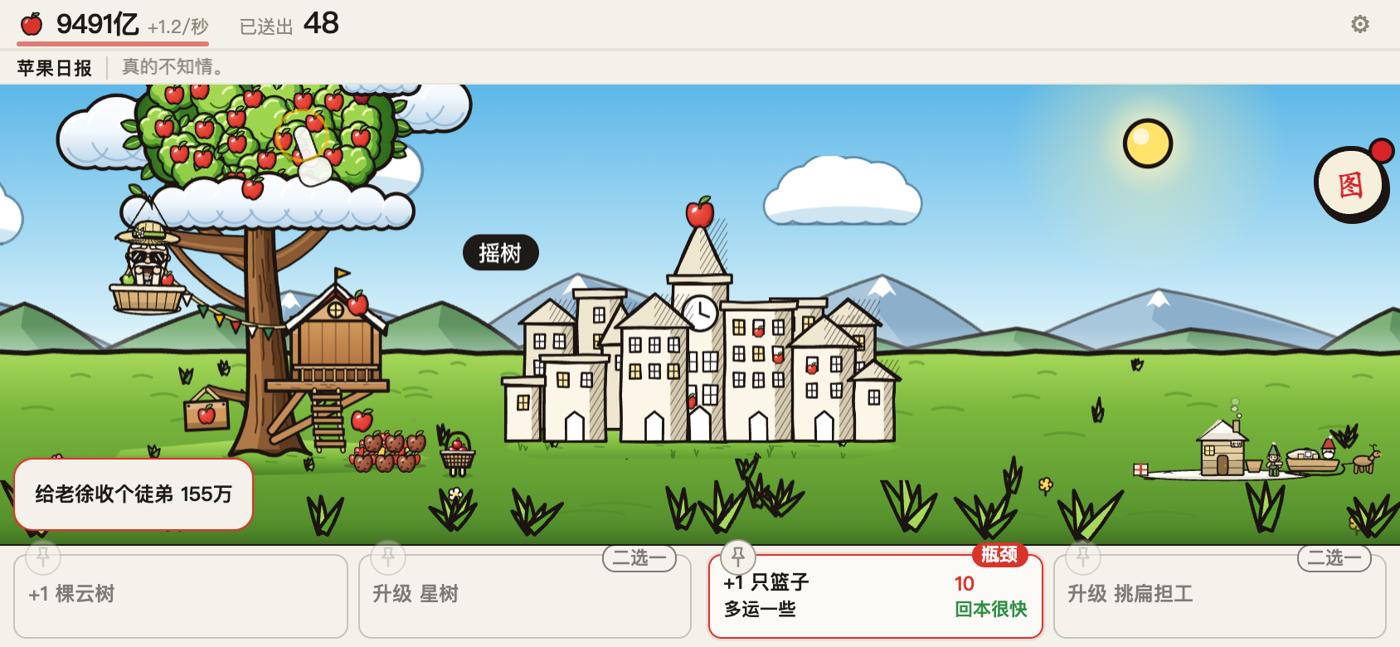 9491亿 +1.2/秒 已送出 48
苹果日报 真的不知情。
图
摇树
给老徐收个徒弟 155万
+1 棵云树
二选一
升级 星树
瓶颈
+1 只篮子 10
多运一些 回本很快
二选一
升级 挑扁担工